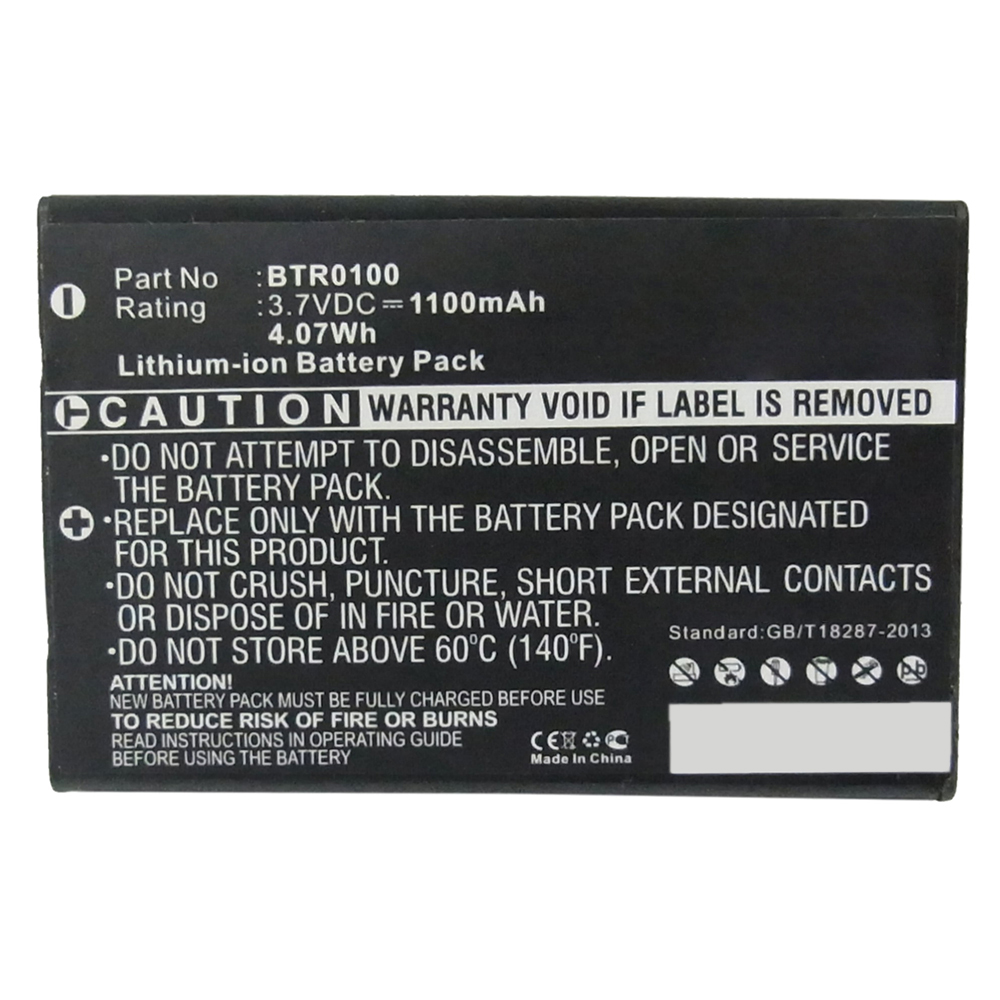 Part No : BTR0100
Rating : 3.7VDC ⎓ 1100mAh
4.07Wh
Lithium-ion Battery Pack
CAUTION WARRANTY VOID IF LABEL IS REMOVED
•DO NOT ATTEMPT TO DISASSEMBLE, OPEN OR SERVICE
THE BATTERY PACK.
•REPLACE ONLY WITH THE BATTERY PACK DESIGNATED
FOR THIS PRODUCT.
•DO NOT CRUSH, PUNCTURE, SHORT EXTERNAL CONTACTS
OR DISPOSE OF IN FIRE OR WATER.
•DO NOT STORE ABOVE 60°C (140°F).
Standard:GB/T18287-2013
Pb
ATTENTION!
NEW BATTERY PACK MUST BE FULLY CHARGED BEFORE USE
TO REDUCE RISK OF FIRE OR BURNS
READ INSTRUCTIONS IN OPERATING GUIDE
BEFORE USING THE BATTERY
CE
Made In China